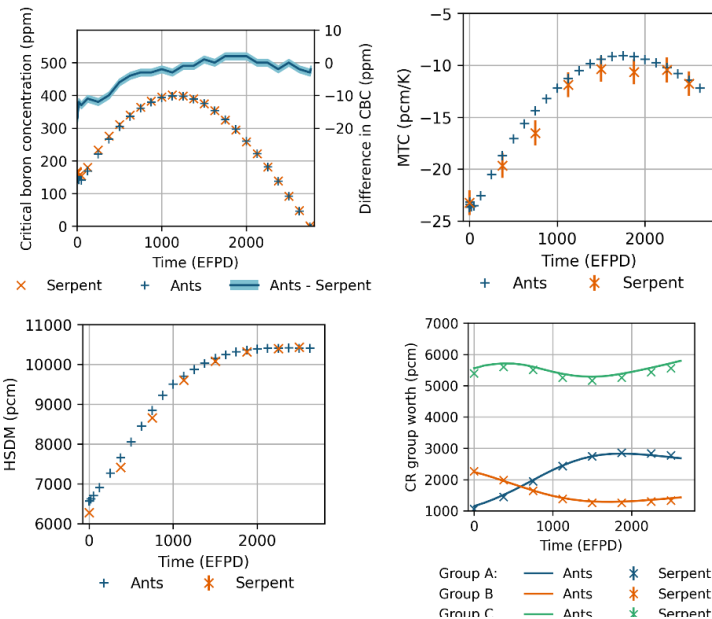 Critical boron concentration (ppm)
500
400
300
200
100
0
10
0
−10
−20
Difference in CBC (ppm)
0
1000
2000
Time (EFPD)
Serpent
Ants
Ants - Serpent
MTC (pcm/K)
−5
−10
−15
−20
−25
0
1000
2000
Time (EFPD)
Ants
Serpent
HSDM (pcm)
11000
10000
9000
8000
7000
6000
0
1000
2000
Time (EFPD)
Ants
Serpent
CR group worth (pcm)
7000
6000
5000
4000
3000
2000
1000
0
1000
2000
Time (EFPD)
Group A: Ants Serpent
Group B Ants Serpent
Group C Ants Serpent